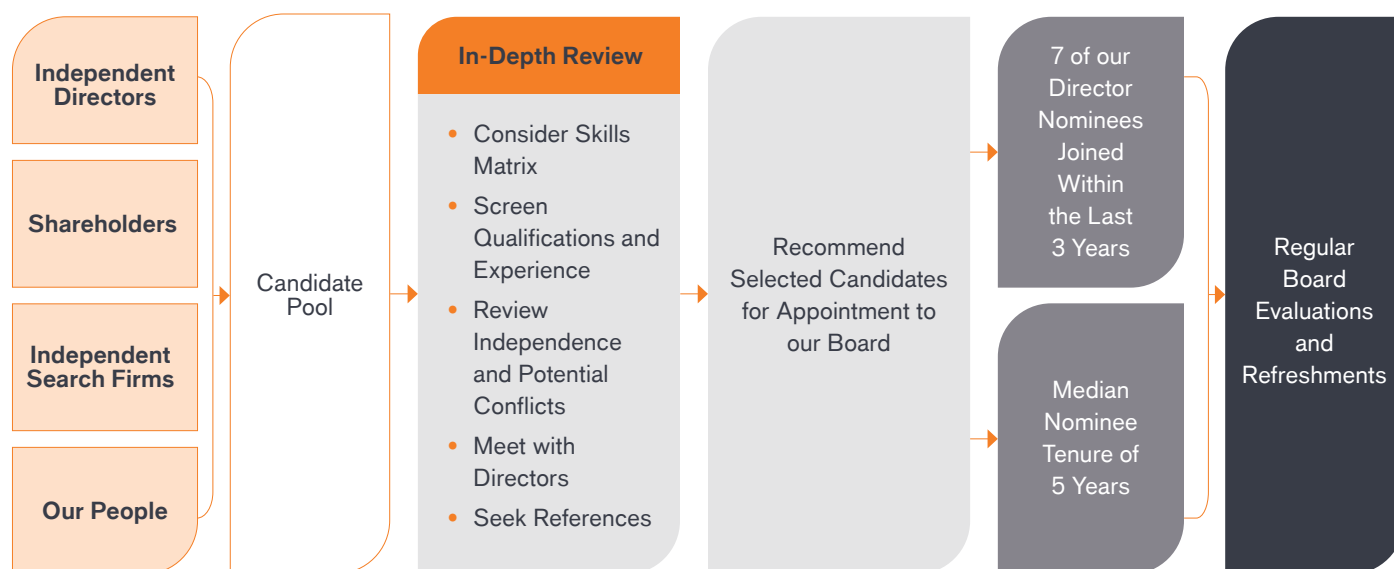 Independent
Directors
Shareholders
Independent
Search Firms
Our People
Candidate
Pool
In-Depth Review
• Consider Skills
Matrix
• Screen
Qualifications and
Experience
• Review
Independence
and Potential
Conflicts
• Meet with
Directors
• Seek References
Recommend
Selected Candidates
for Appointment to
our Board
7 of our
Director
Nominees
Joined
Within
the Last
3 Years
Median
Nominee
Tenure of
5 Years
Regular
Board
Evaluations
and
Refreshments